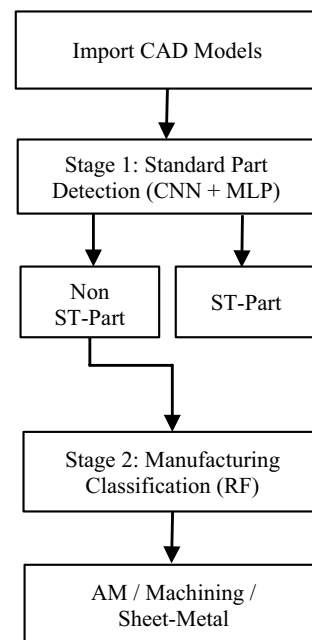 Import CAD Models
Stage 1: Standard Part
Detection (CNN + MLP)
Non
ST-Part
ST-Part
Stage 2: Manufacturing
Classification (RF)
AM / Machining /
Sheet-Metal